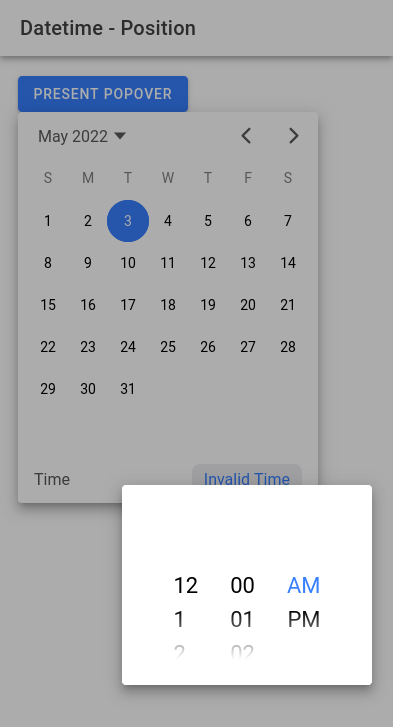 Datetime - Position
PRESENT POPOVER
May 2022
S M T W T F S
1 2 3 4 5 6 7
8 9 10 11 12 13 14
15 16 17 18 19 20 21
22 23 24 25 26 27 28
29 30 31
Time Invalid Time
12 00 AM
1 01 PM
2 02